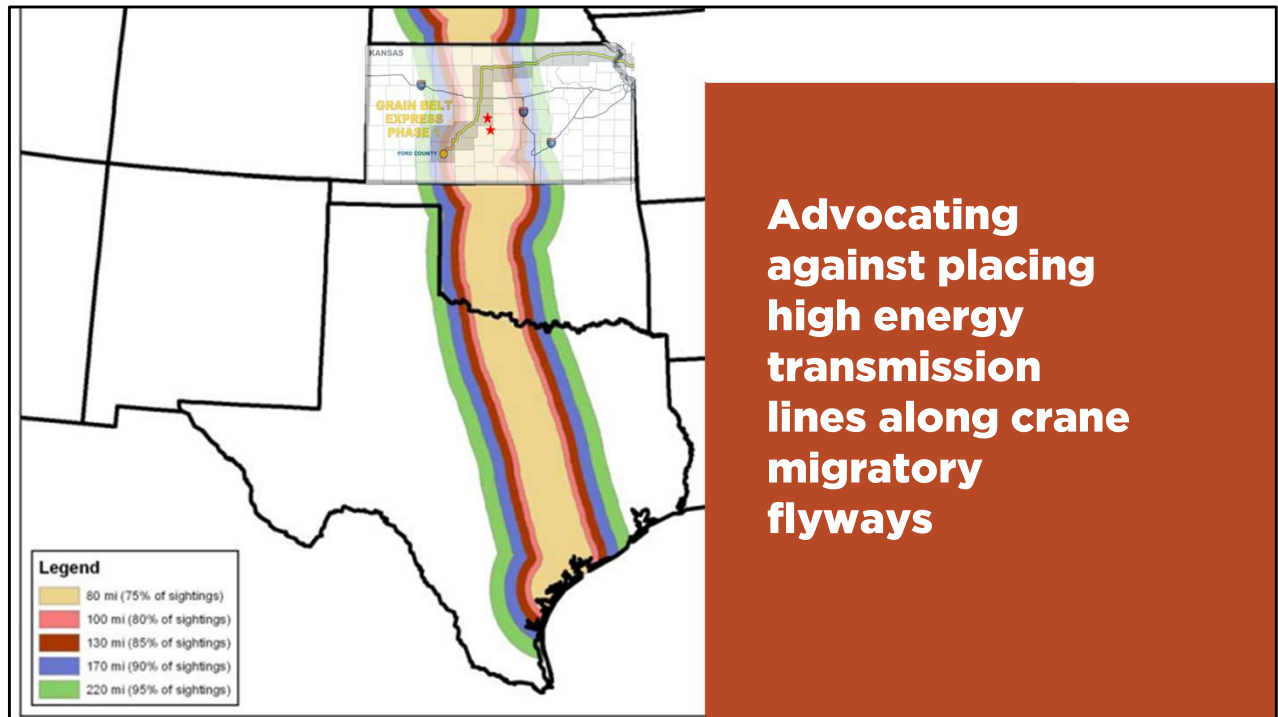 KANSAS
GRAIN BELT
EXPRESS
PHASE
FORD COUNTY
Advocating
against placing
high energy
transmission
lines along crane
migratory
flyways
Legend
80 mi (75% of sightings)
100 mi (80% of sightings)
130 mi (85% of sightings)
170 mi (90% of sightings)
220 mi (95% of sightings)